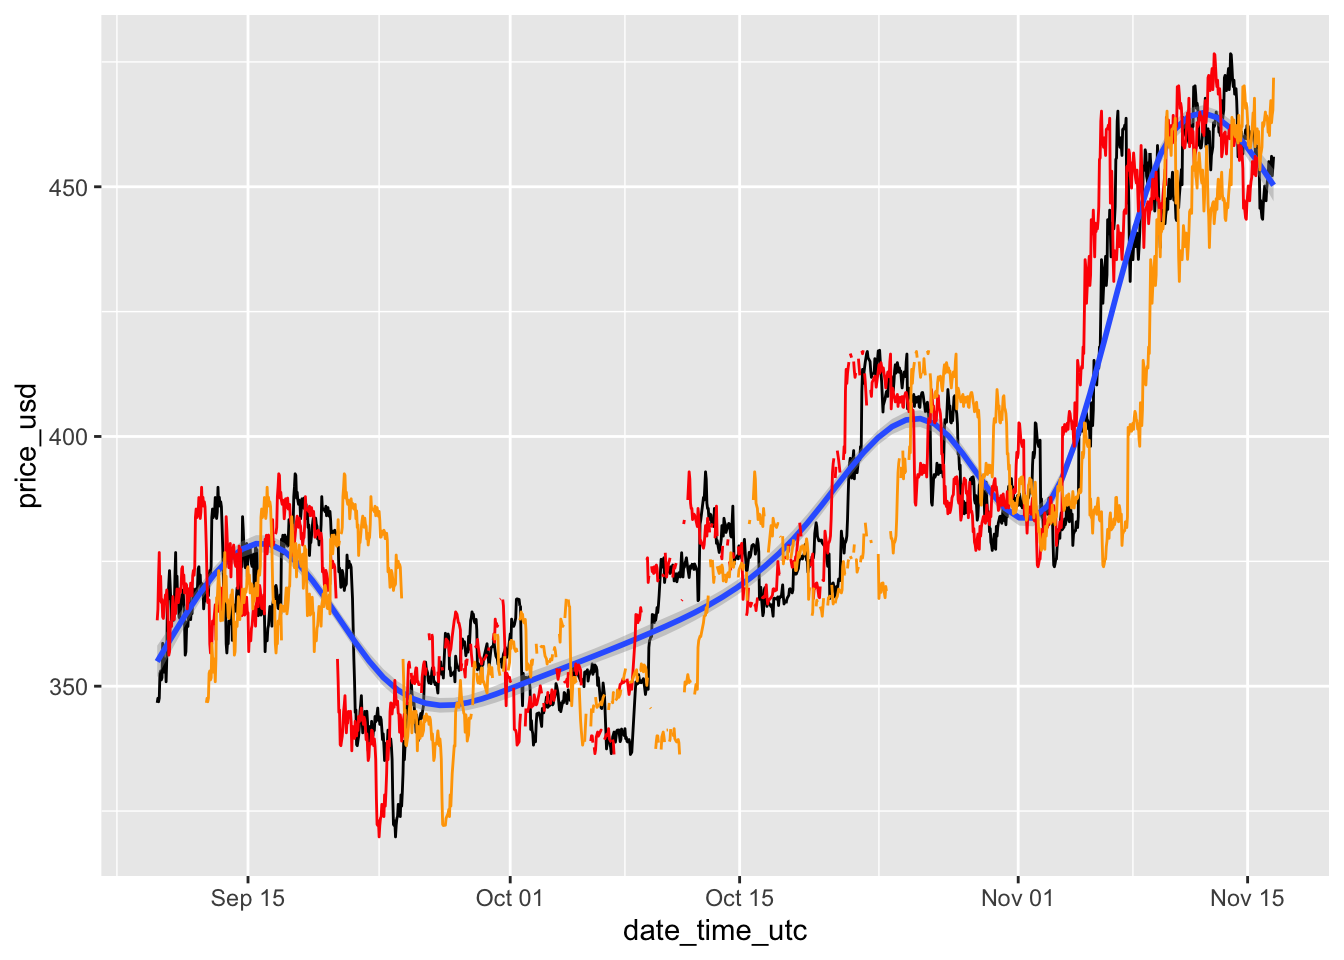 450
400
350
price_usd
Sep 15
Oct 01
Oct 15
Nov 01
Nov 15
date_time_utc